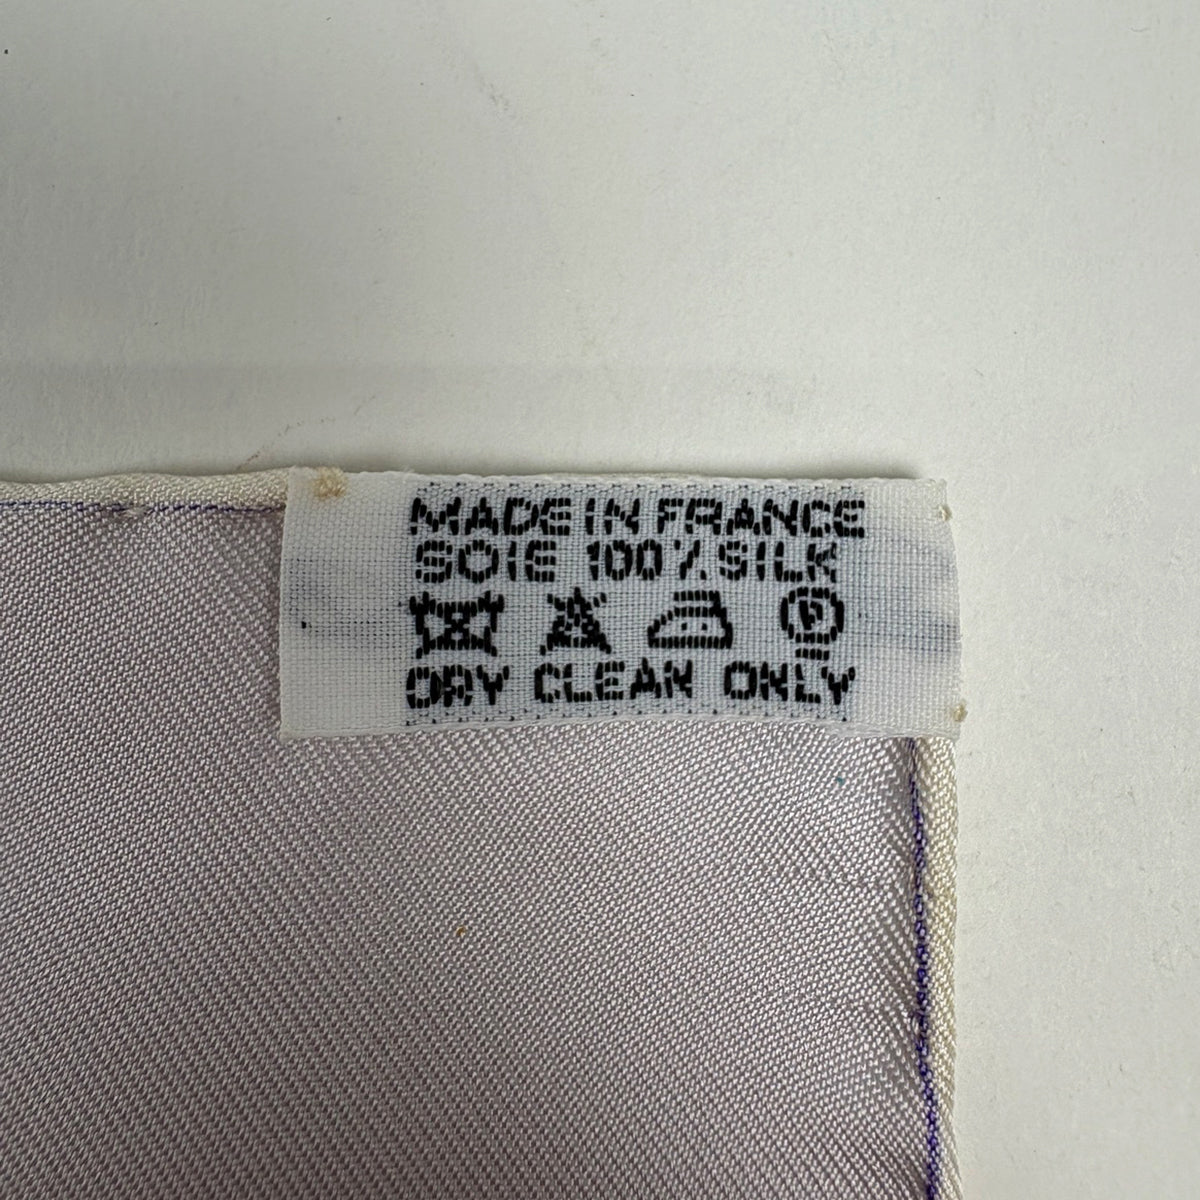 MADE IN FRANCE
SOIE 100% SILK
P
DRY CLEAN ONLY